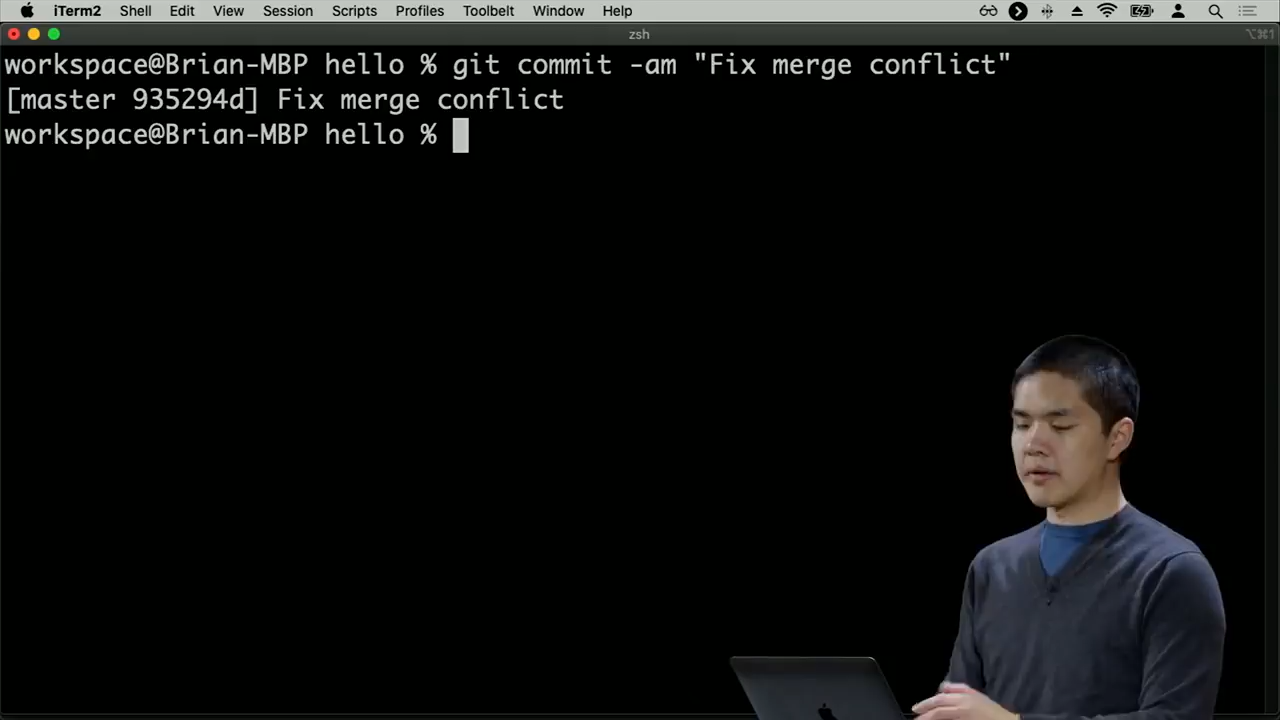 iTerm2 Shell Edit View Session Scripts Profiles Toolbelt Window Help
zsh
⌥⌘1
workspace@Brian-MBP hello % git commit -am "Fix merge conflict"
[master 935294d] Fix merge conflict
workspace@Brian-MBP hello %